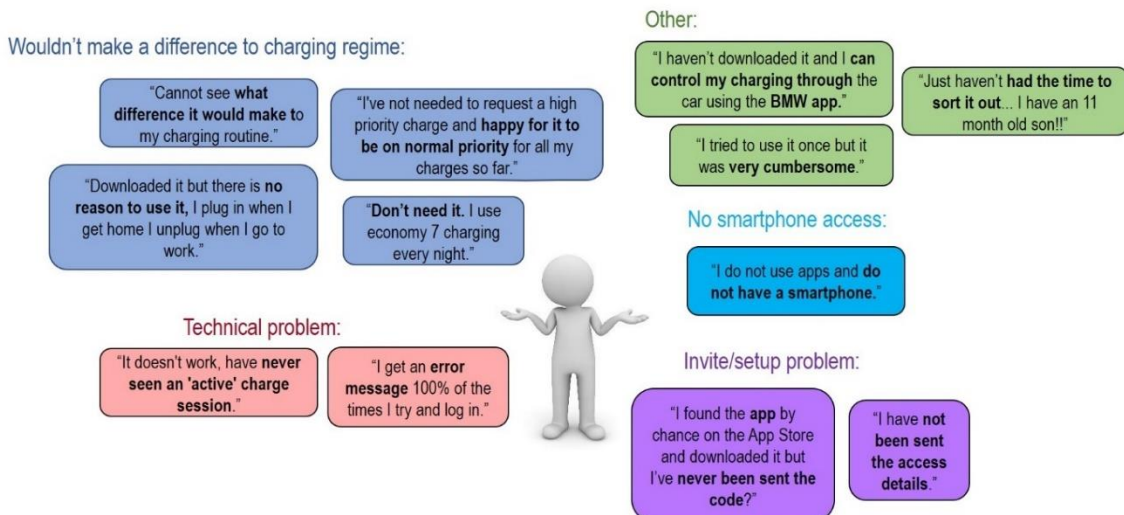 Wouldn’t make a difference to charging regime:
“Cannot see what
difference it would make to
my charging routine.”
“I’ve not needed to request a high
priority charge and happy for it to
be on normal priority for all my
charges so far.”
“Downloaded it but there is no
reason to use it, I plug in when I
get home I unplug when I go to
work.”
“Don’t need it. I use
economy 7 charging
every night.”
Technical problem:
“It doesn’t work, have never
seen an 'active' charge
session.”
“I get an error
message 100% of the
times I try and log in.”
Other:
“I haven’t downloaded it and I can
control my charging through the
car using the BMW app.”
“Just haven’t had the time to
sort it out... I have an 11
month old son!!”
“I tried to use it once but it
was very cumbersome.”
No smartphone access:
“I do not use apps and do
not have a smartphone.”
Invite/setup problem:
“I found the app by
chance on the App Store
and downloaded it but
I’ve never been sent the
code?”
“I have not
been sent
the access
details.”